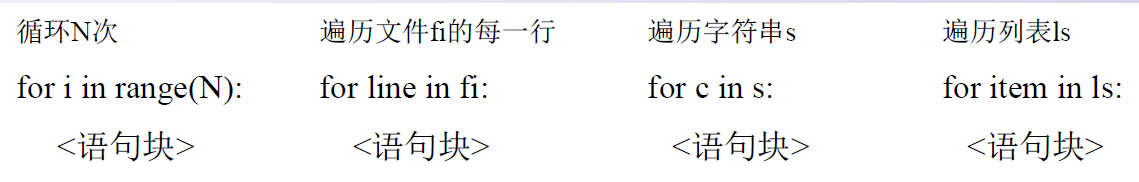 循环N次
for i in range(N):
<语句块>
遍历文件fi的每一行
for line in fi:
<语句块>
遍历字符串s
for c in s:
<语句块>
遍历列表ls
for item in ls:
<语句块>